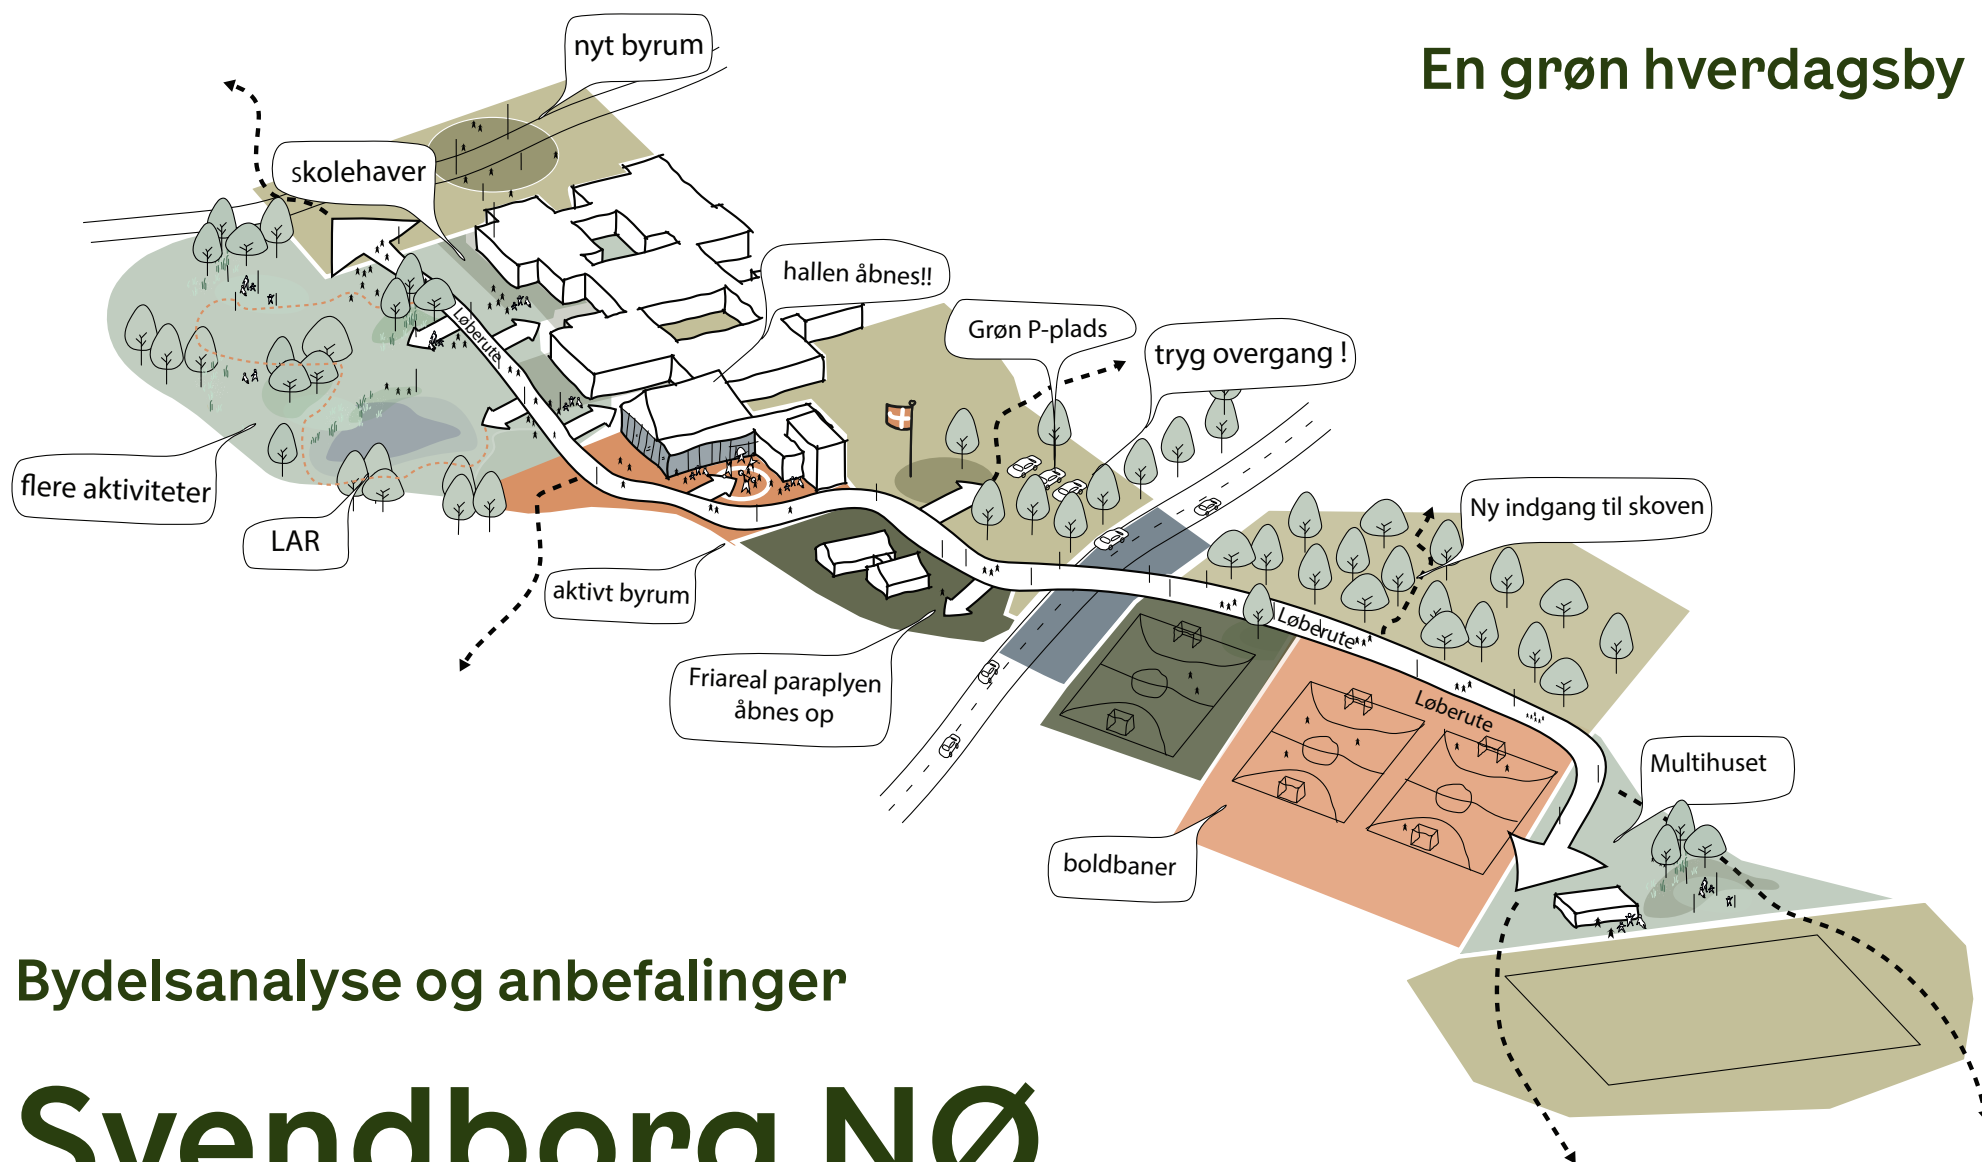 nyt byrum
En grøn hverdagsby
skolehaver
hallen åbnes!!
Grøn P-plads
tryg overgang !
Løberute
flere aktiviteter
LAR
Ny indgang til skoven
aktivt byrum
Løberute
Friareal paraplyen
åbnes op
Løberute
Multihuset
boldbaner
Bydelsanalyse og anbefalinger
Svendborg NØ